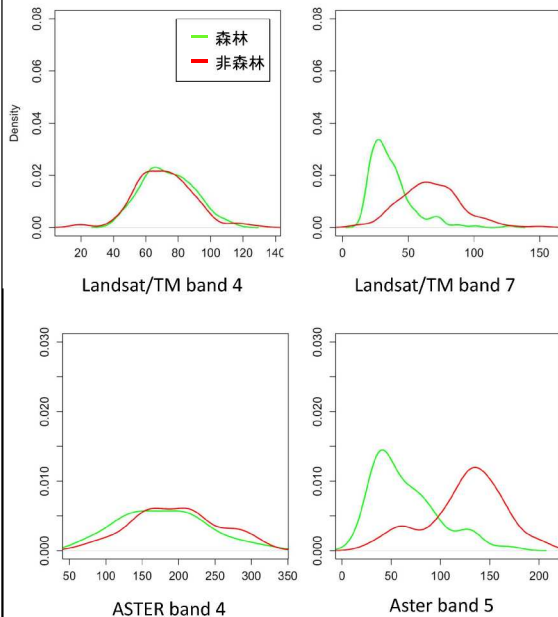 森林
非森林
Density
0.00 0.02 0.04 0.06 0.08
20 40 60 80 100 120 140
Landsat/TM band 4
0.00 0.02 0.04 0.06 0.08
0 50 100 150
Landsat/TM band 7
0.000 0.010 0.020 0.030
50 100 150 200 250 300 350
ASTER band 4
0.000 0.010 0.020 0.030
0 50 100 150 200
Aster band 5